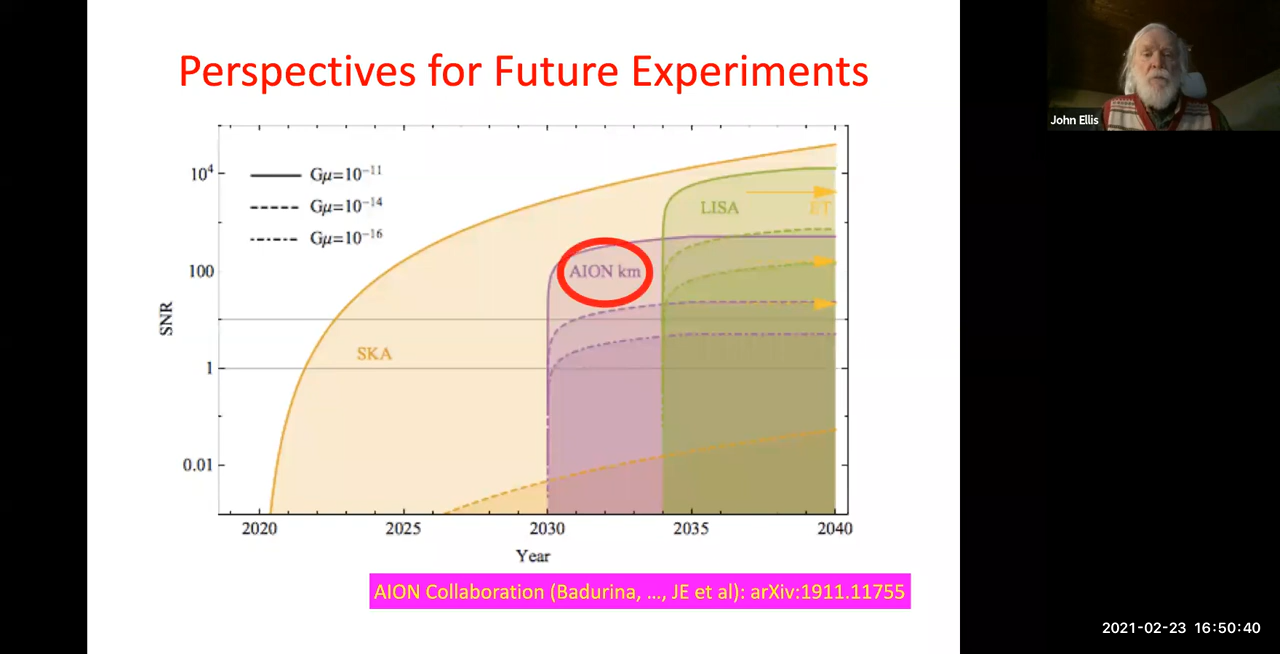 Perspectives for Future Experiments
John Ellis
Gμ=10⁻¹¹
Gμ=10⁻¹⁴
Gμ=10⁻¹⁶
10⁴
100
1
0.01
SNR
LISA
ET
AION km
SKA
2020 2025 2030 2035 2040
Year
AION Collaboration (Badurina, ..., JE et al): arXiv:1911.11755
2021-02-23 16:50:40